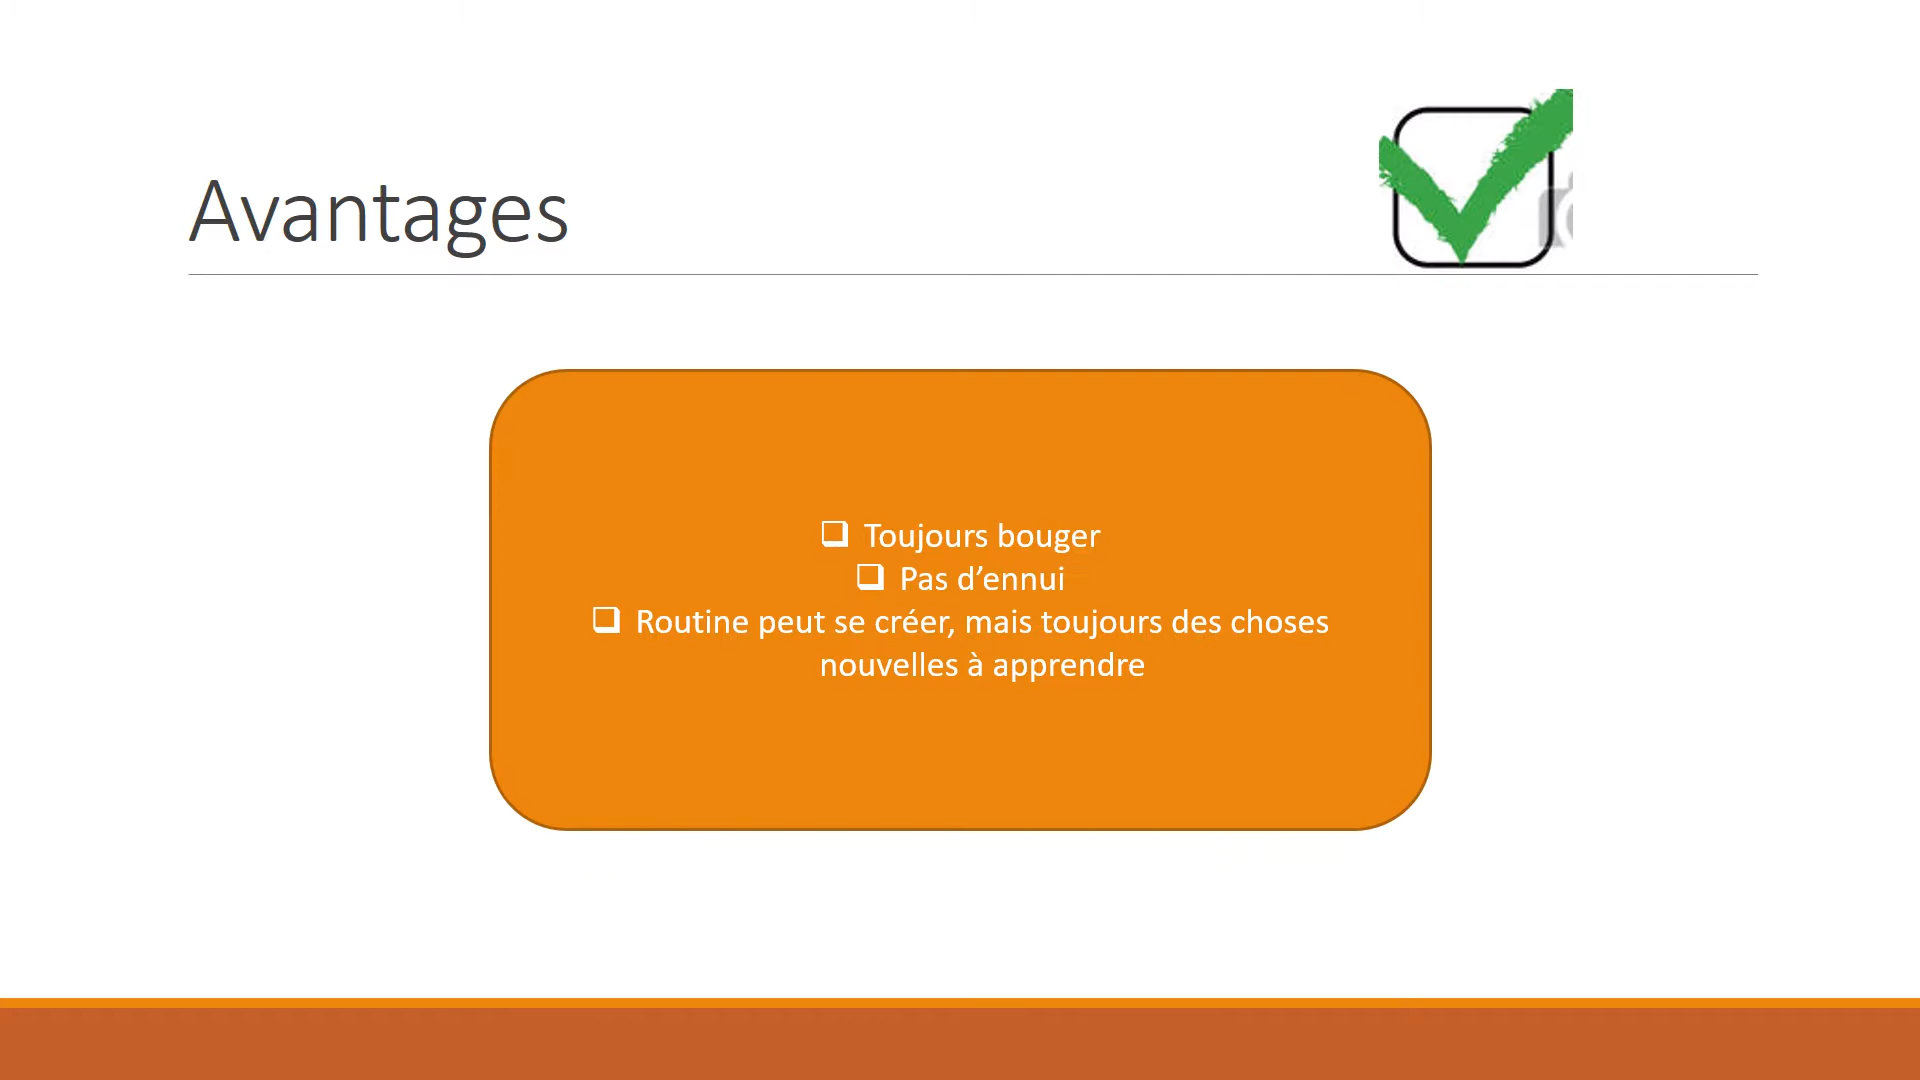 Avantages
❑ Toujours bouger
❑ Pas d’ennui
❑ Routine peut se créer, mais toujours des choses
nouvelles à apprendre